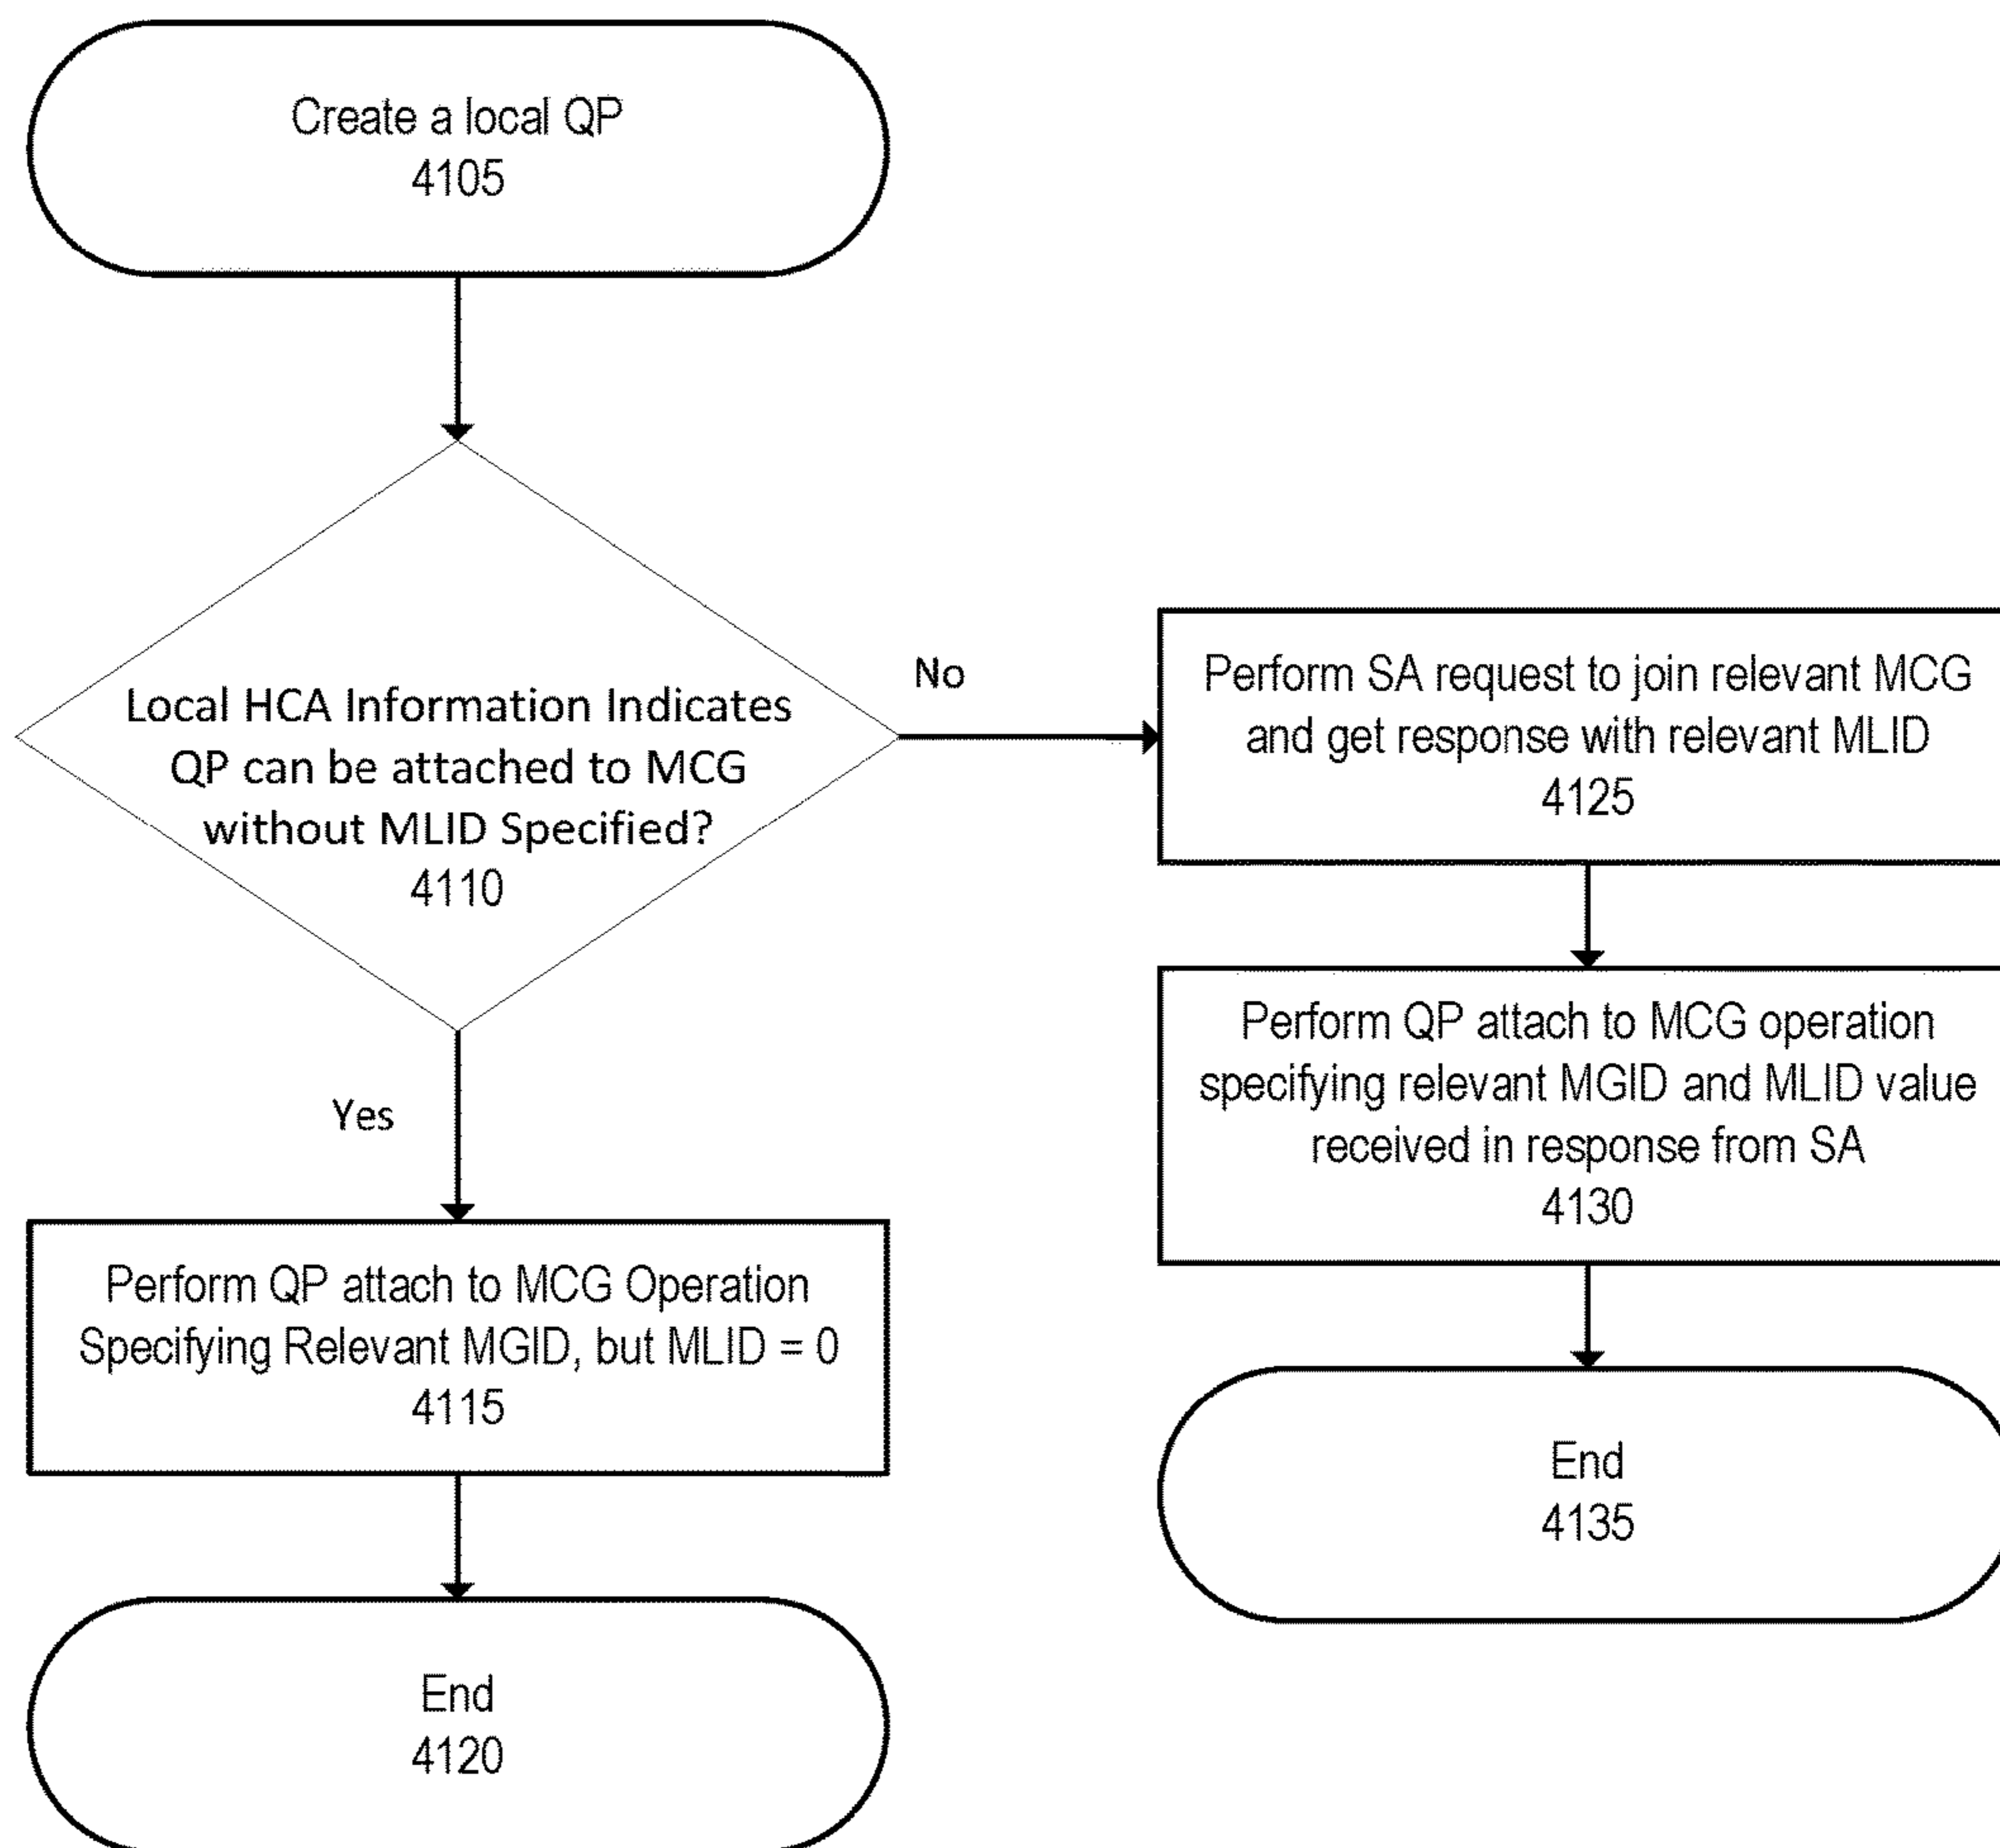 Create a local QP
4105
Local HCA Information Indicates
QP can be attached to MCG
without MLID Specified?
4110
No
Perform SA request to join relevant MCG
and get response with relevant MLID
4125
Perform QP attach to MCG operation
specifying relevant MGID and MLID value
received in response from SA
4130
End
4135
Yes
Perform QP attach to MCG Operation
Specifying Relevant MGID, but MLID = 0
4115
End
4120